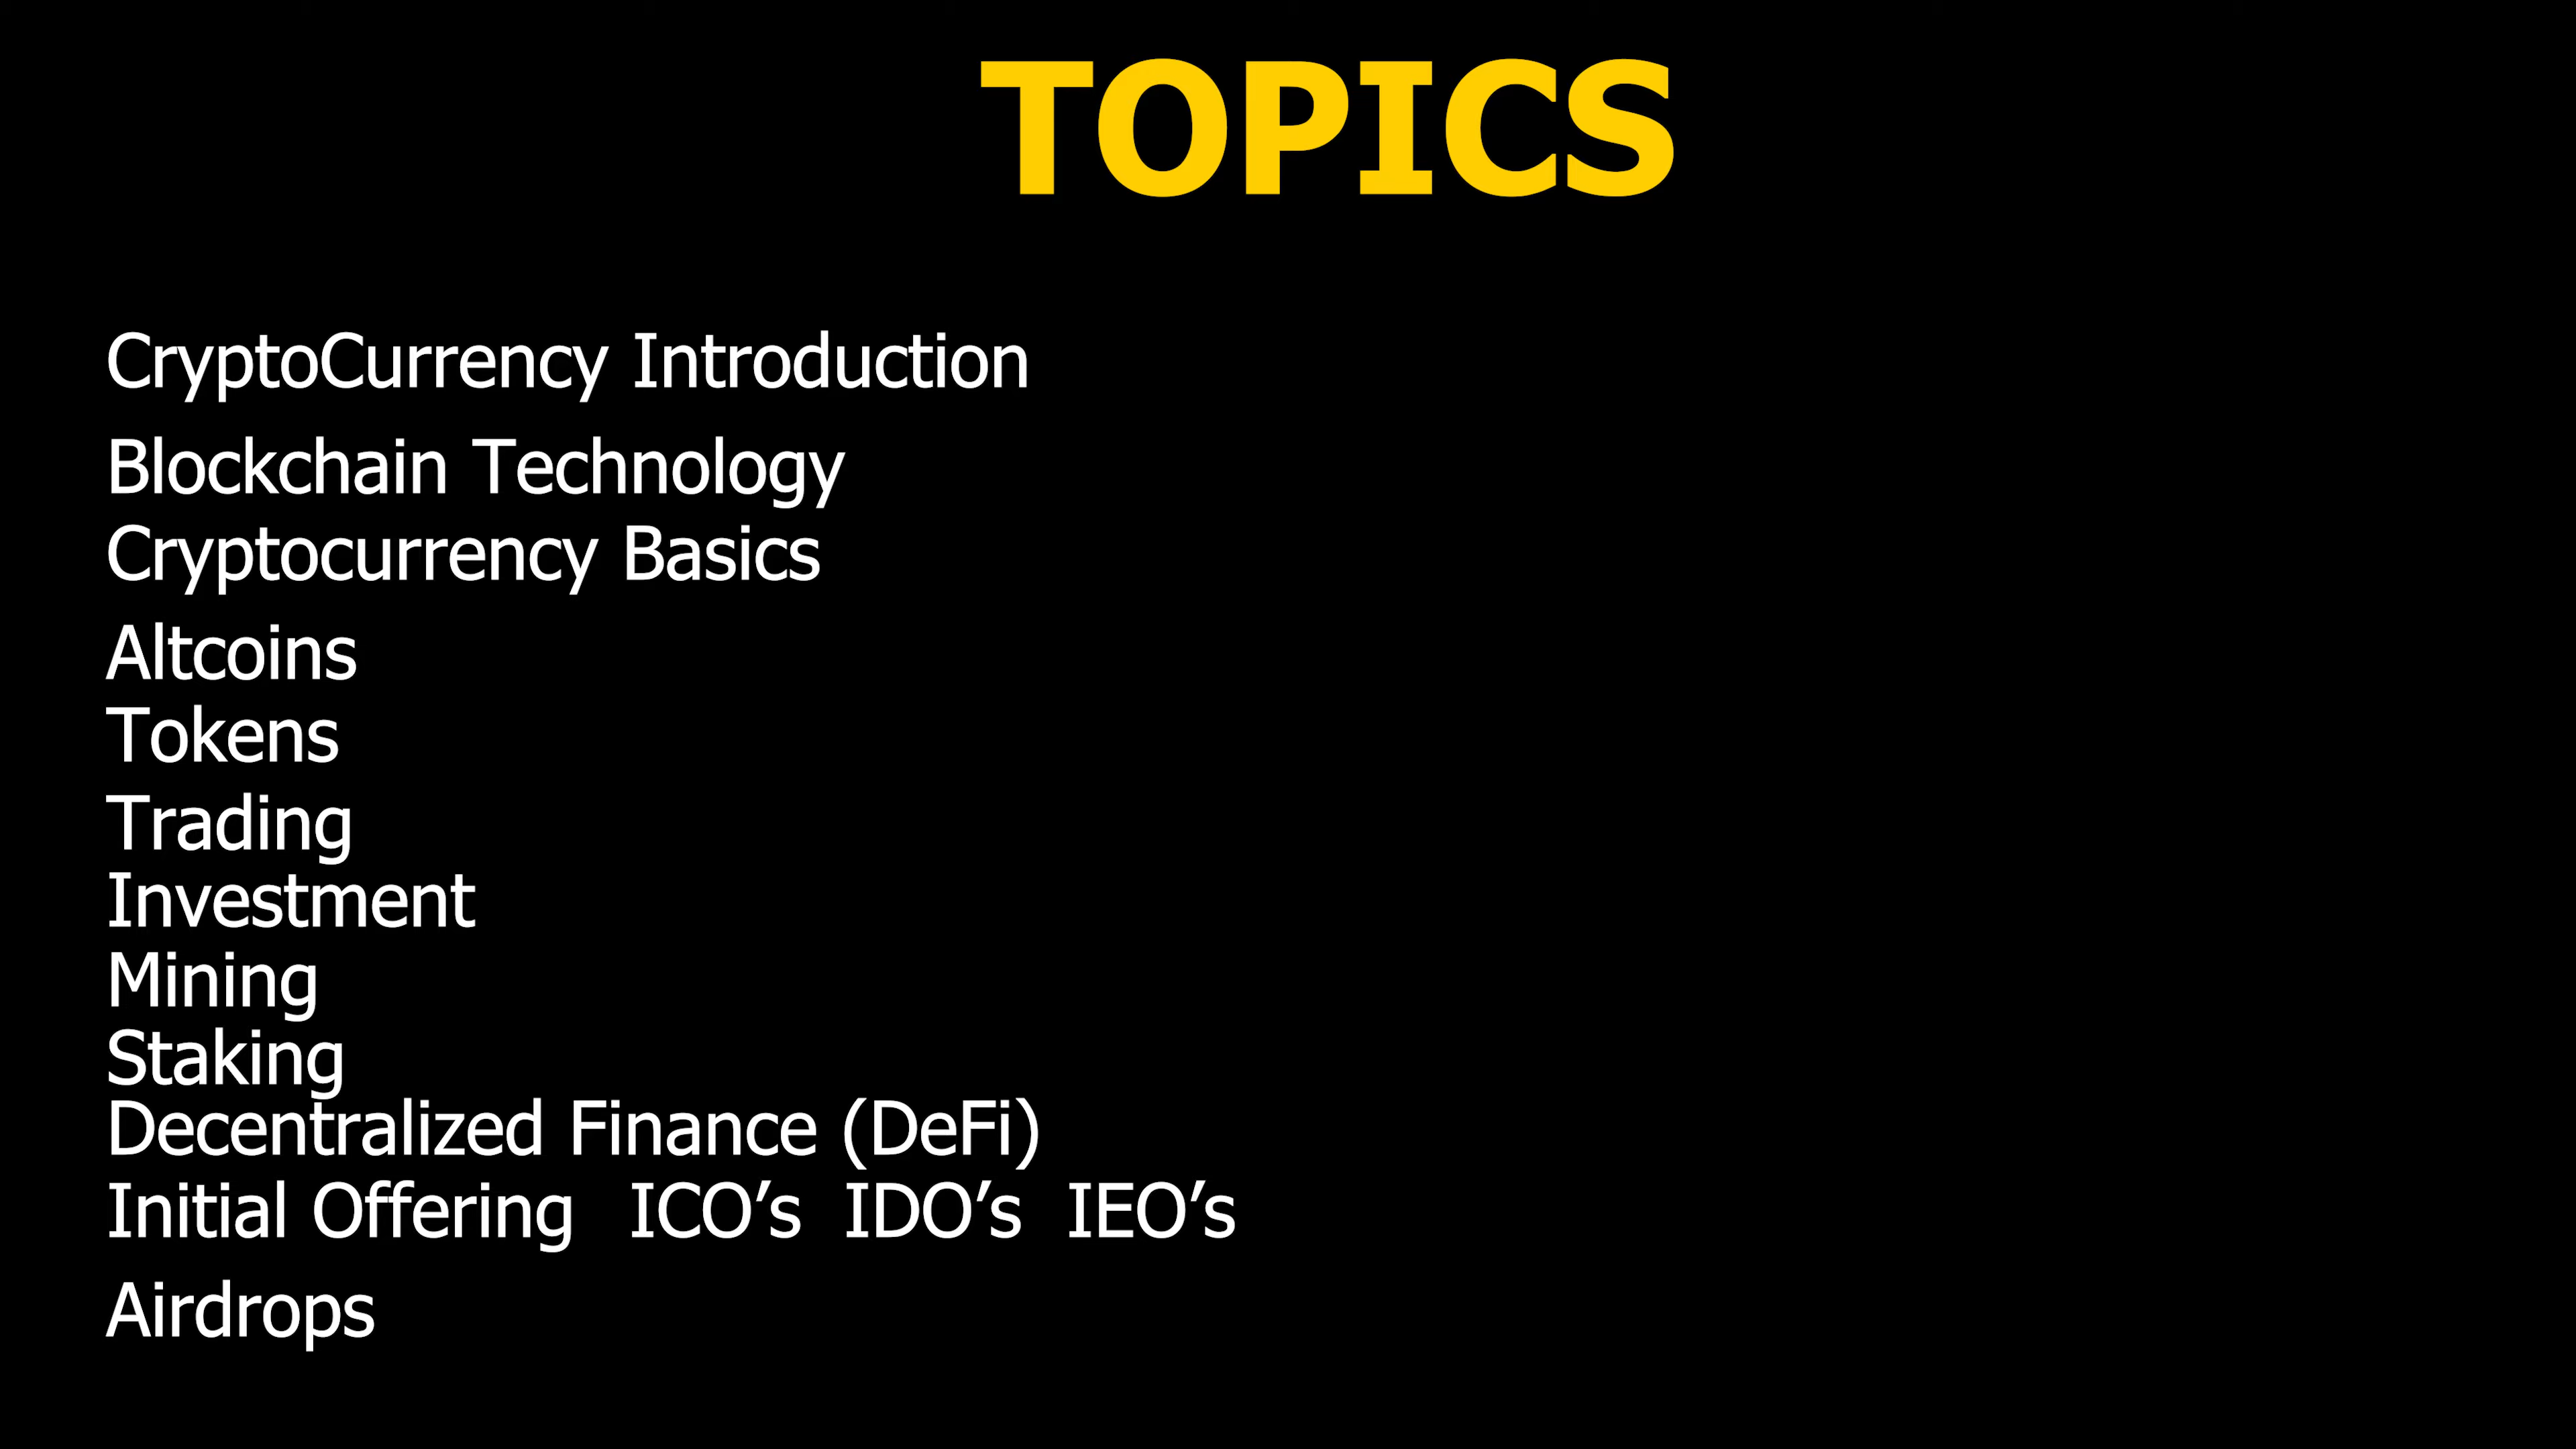 TOPICS
CryptoCurrency Introduction
Blockchain Technology
Cryptocurrency Basics
Altcoins
Tokens
Trading
Investment
Mining
Staking
Decentralized Finance (DeFi)
Initial Offering ICO’s IDO’s IEO’s
Airdrops